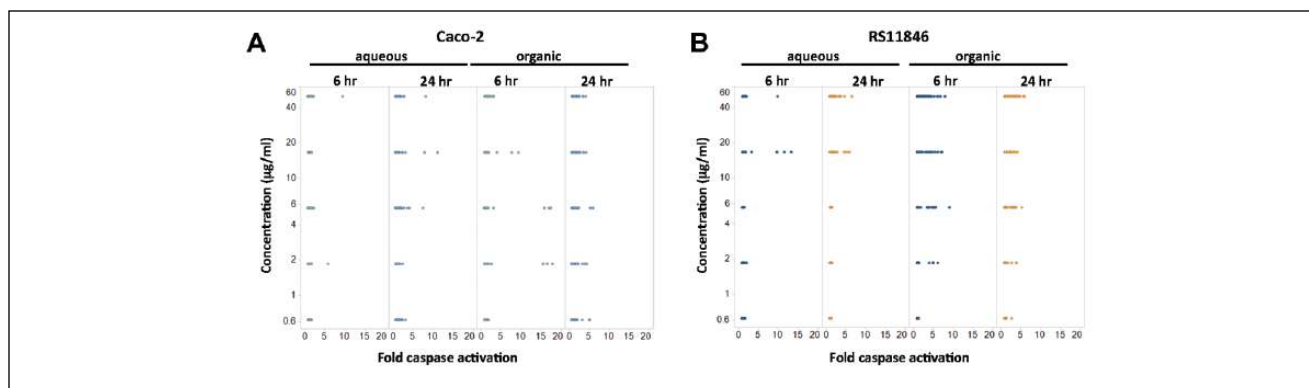 A
Caco-2
aqueous
organic
6 hr
24 hr
6 hr
24 hr
Concentration (µg/ml)
60
40
20
10
6
4
2
1
0.6
0 5 10 15 20 0 5 10 15 20 0 5 10 15 20 0 5 10 15 20
Fold caspase activation
B
RS11846
aqueous
organic
6 hr
24 hr
6 hr
24 hr
Concentration (µg/ml)
60
40
20
10
6
4
2
1
0.6
0 5 10 15 20 0 5 10 15 20 0 5 10 15 20 0 5 10 15 20
Fold caspase activation